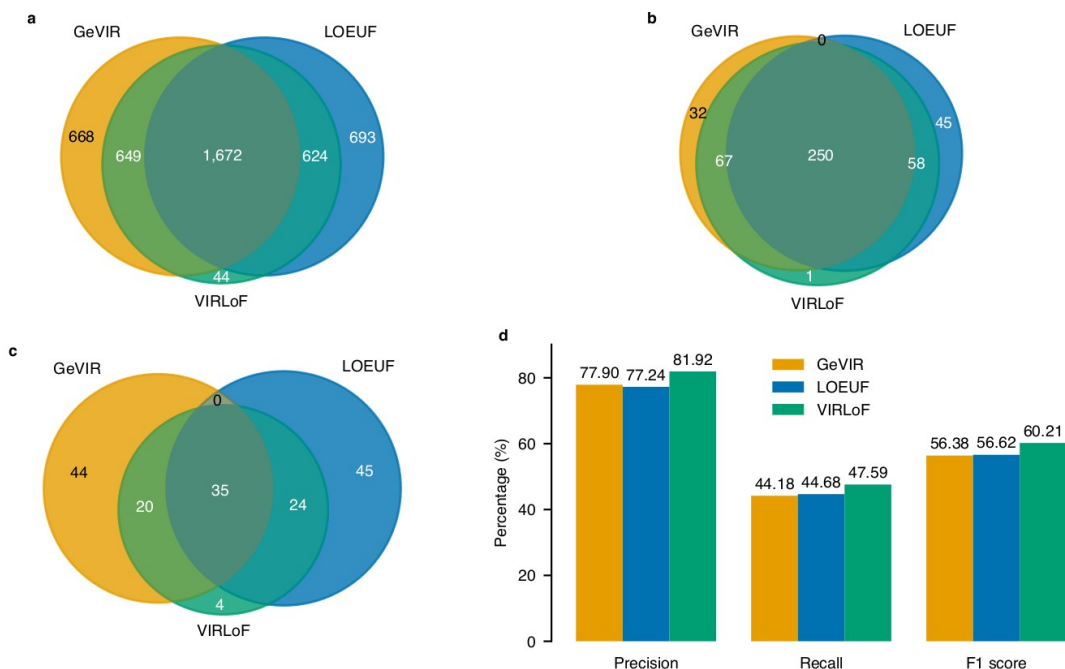 a
GeVIR
LOEUF
668
649
1,672
624
693
44
VIRLoF
b
GeVIR
LOEUF
0
32
67
250
58
45
1
VIRLoF
c
GeVIR
LOEUF
0
44
20
35
24
45
4
VIRLoF
d
Percentage (%)
80
60
40
20
0
77.90
77.24
81.92
44.18
44.68
47.59
56.38
56.62
60.21
GeVIR
LOEUF
VIRLoF
Precision
Recall
F1 score